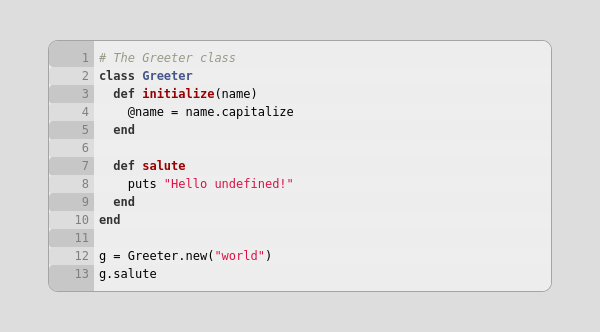 1 # The Greeter class
2 class Greeter
3   def initialize(name)
4     @name = name.capitalize
5   end
6
7   def salute
8     puts "Hello undefined!"
9   end
10 end
11
12 g = Greeter.new("world")
13 g.salute